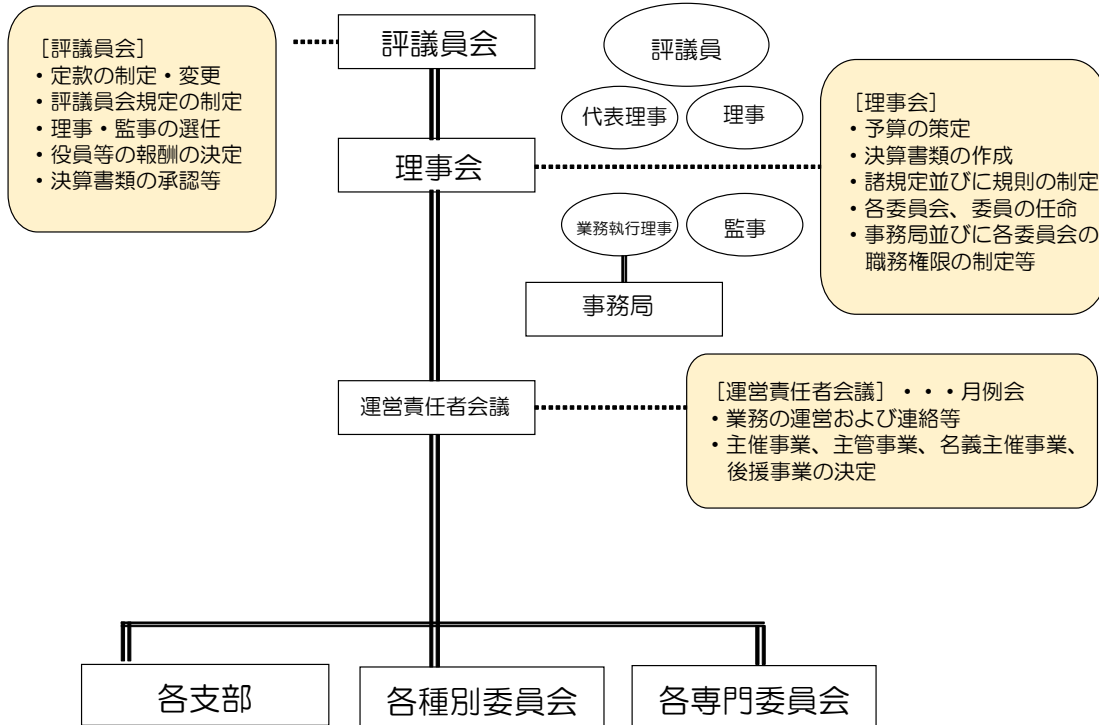 評議員会
評議員
[評議員会]
・定款の制定・変更
・評議員会規定の制定
・理事・監事の選任
・役員等の報酬の決定
・決算書類の承認等
代表理事
理事
理事会
[理事会]
・予算の策定
・決算書類の作成
・諸規定並びに規則の制定
・各委員会、委員の任命
・事務局並びに各委員会の
職務権限の制定等
業務執行理事
監事
事務局
運営責任者会議
[運営責任者会議] ・・・月例会
・業務の運営および連絡等
・主催事業、主管事業、名義主催事業、
後援事業の決定
各支部
各種別委員会
各専門委員会